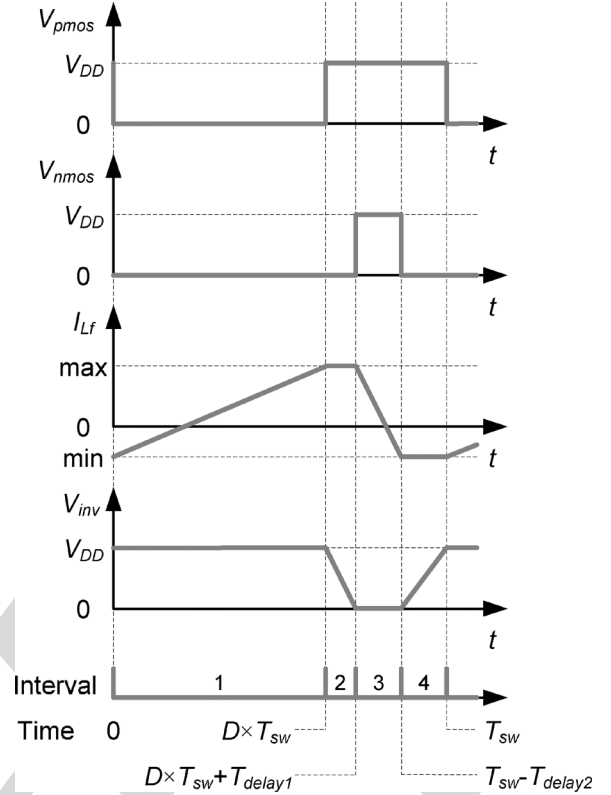 Vpmos
VDD
0
t
Vnmos
VDD
0
t
ILf
max
0
min
t
Vinv
VDD
0
t
Interval 1 2 3 4
Time 0 D×Tsw Tsw
D×Tsw+Tdelay1 Tsw-Tdelay2